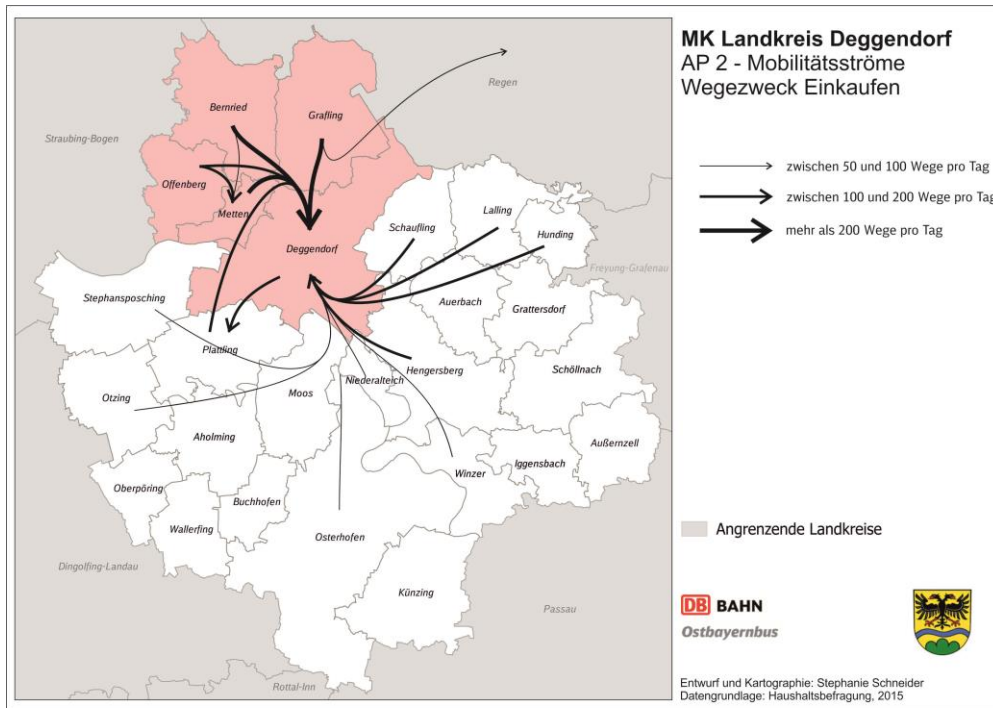 MK Landkreis Deggendorf
AP 2 - Mobilitätsströme
Wegezweck Einkaufen
zwischen 50 und 100 Wege pro Tag
zwischen 100 und 200 Wege pro Tag
mehr als 200 Wege pro Tag
Regen
Bernried
Grafling
Straubing-Bogen
Offenberg
Metten
Lalling
Schaufling
Hunding
Deggendorf
Freyung-Grafenau
Stephansposching
Auerbach
Grattersdorf
Plattling
Hengersberg
Schöllnach
Niederalteich
Otzing
Moos
Aholming
Außernzell
Iggensbach
Winzer
Oberpöring
Buchhofen
Wallerfing
Osterhofen
Dingolfing-Landau
Künzing
Passau
Rottal-Inn
Angrenzende Landkreise
DB BAHN
Ostbayernbus
Entwurf und Kartographie: Stephanie Schneider
Datengrundlage: Haushaltsbefragung, 2015